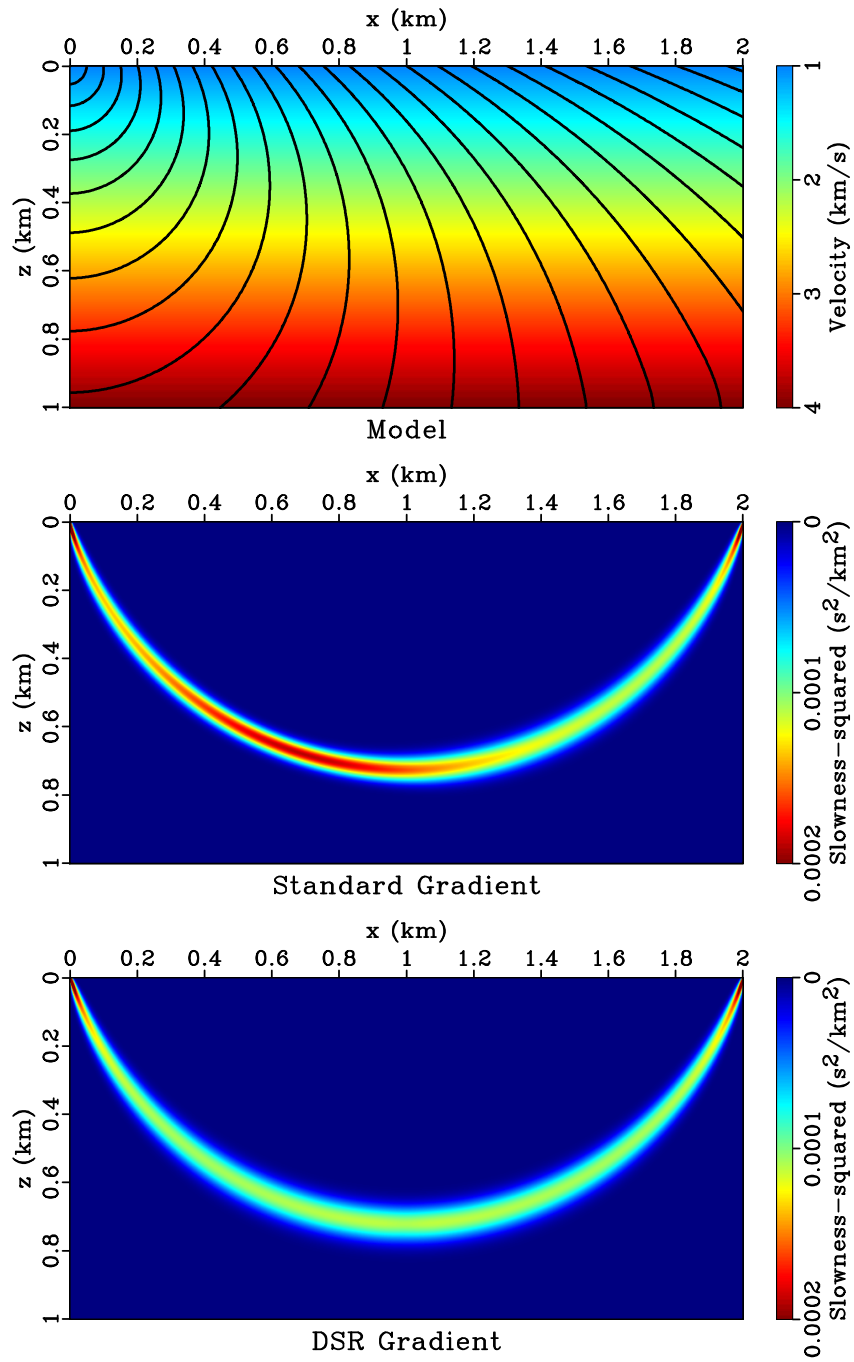 x (km)
0 0.2 0.4 0.6 0.8 1 1.2 1.4 1.6 1.8 2
0 0.2 0.4 0.6 0.8 1
z (km)
1 2 3 4
Velocity (km/s)
Model
x (km)
0 0.2 0.4 0.6 0.8 1 1.2 1.4 1.6 1.8 2
0 0.2 0.4 0.6 0.8 1
z (km)
0 0.0001 0.0002
Slowness-squared (s²/km²)
Standard Gradient
x (km)
0 0.2 0.4 0.6 0.8 1 1.2 1.4 1.6 1.8 2
0 0.2 0.4 0.6 0.8 1
z (km)
0 0.0001 0.0002
Slowness-squared (s²/km²)
DSR Gradient